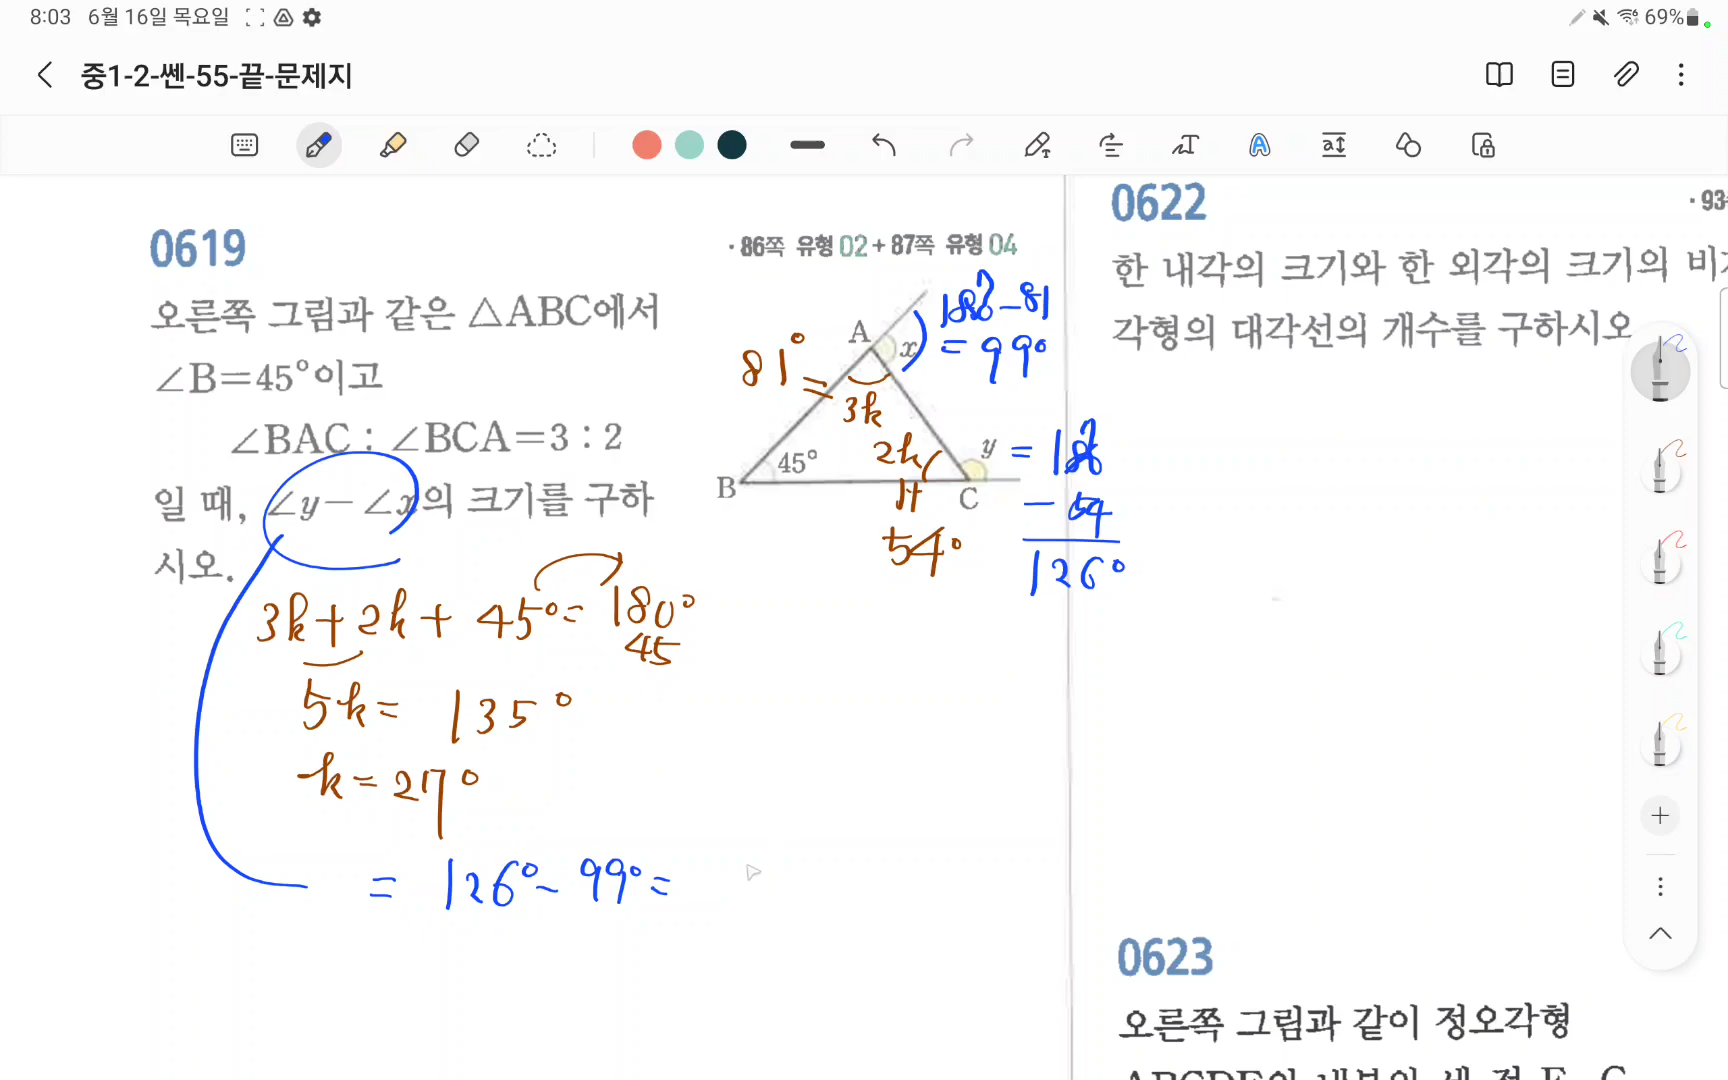 8:03 6월 16일 목요일
69%
중1-2-쎈-55-끝-문제지
0619
• 86쪽 유형 02 + 87쪽 유형 04
오른쪽 그림과 같은 △ABC에서
∠B=45°이고
∠BAC : ∠BCA=3 : 2
일 때, ∠y-∠x의 크기를 구하
시오.
A
x
180°-81
= 99°
81° =
3k
2k
45°
B
C
y = 180
- 54
126°
54°
3k+2k+45°=180°
45
5k= 135°
k=27°
= 126°-99°=
0622
• 93
한 내각의 크기와 한 외각의 크기의 비
각형의 대각선의 개수를 구하시오
0623
오른쪽 그림과 같이 정오각형